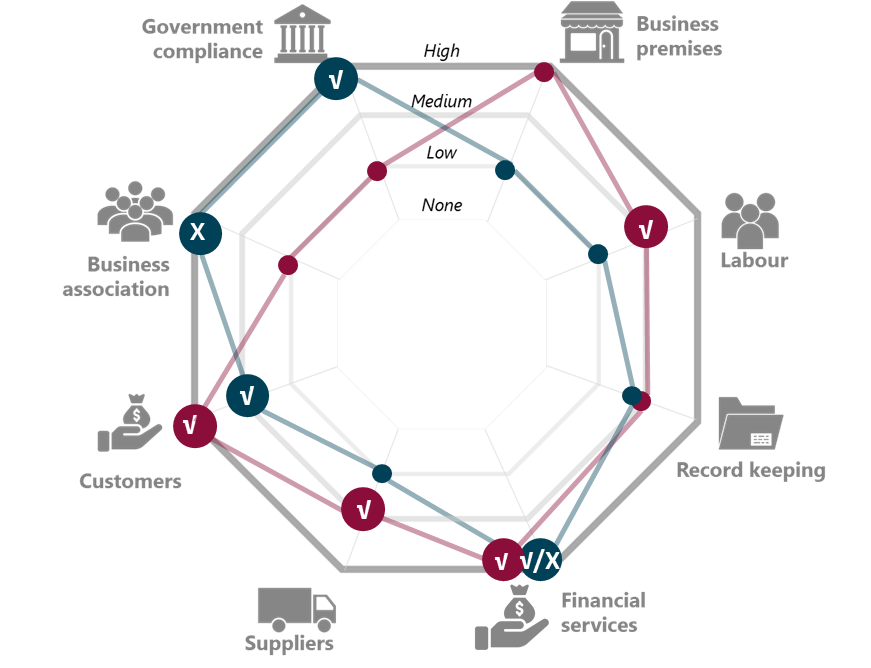 Government
compliance
Business
premises
High
√
Medium
Low
None
√
X
Business
association
Labour
√
$
√
Customers
Record keeping
√
√
√/X
$
Financial
services
Suppliers